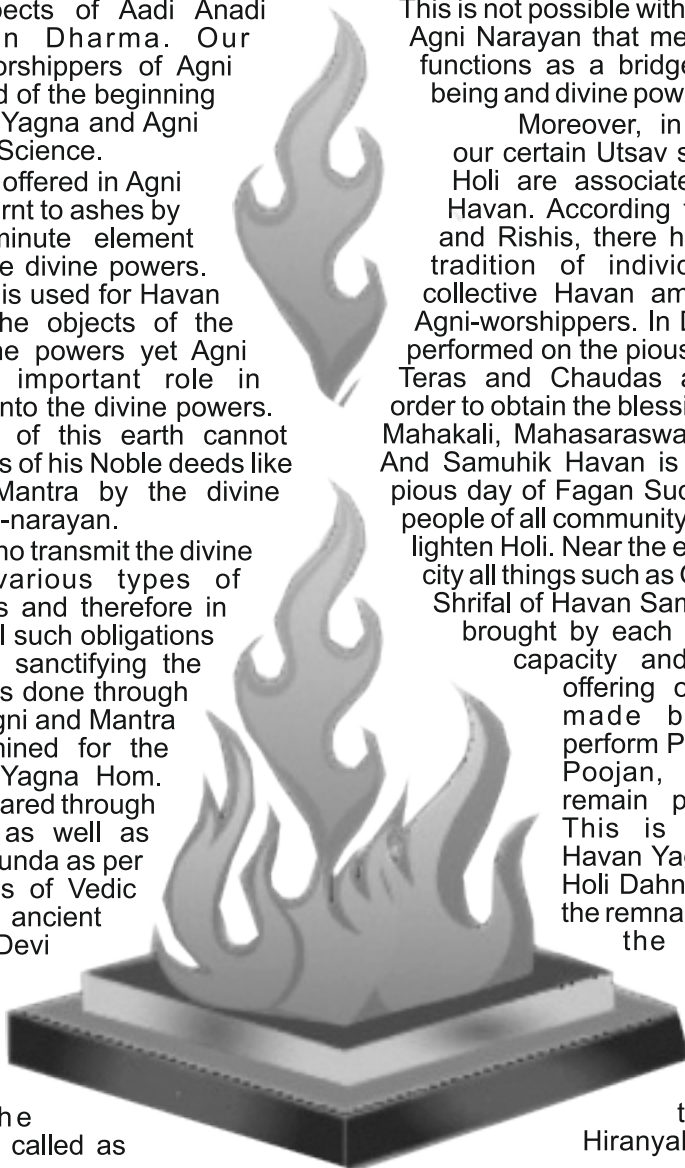 pects of Aadi Anadi
n Dharma. Our
orshippers of Agni
d of the beginning
Yagna and Agni
Science.
offered in Agni
rnt to ashes by
minute element
e divine powers.
is used for Havan
he objects of the
ne powers yet Agni
important role in
nto the divine powers.
of this earth cannot
s of his Noble deeds like
Mantra by the divine
-narayan.
ho transmit the divine
various types of
s and therefore in
l such obligations
sanctifying the
s done through
gni and Mantra
mined for the
Yagna Hom.
ared through
as well as
unda as per
s of Vedic
ancient
Devi
he
called as
This is not possible with
Agni Narayan that me
functions as a bridge
being and divine pow
Moreover, in
our certain Utsav s
Holi are associate
Havan. According t
and Rishis, there h
tradition of individ
collective Havan am
Agni-worshippers. In D
performed on the pious
Teras and Chaudas a
order to obtain the blessi
Mahakali, Mahasaraswa
And Samuhik Havan is
pious day of Fagan Sud
people of all community
lighten Holi. Near the e
city all things such as
Shrifal of Havan Sam
brought by each
capacity and
offering o
made b
perform P
Poojan,
remain p
This is
Havan Yag
Holi Dahn
the remna
the
t
Hiranyak